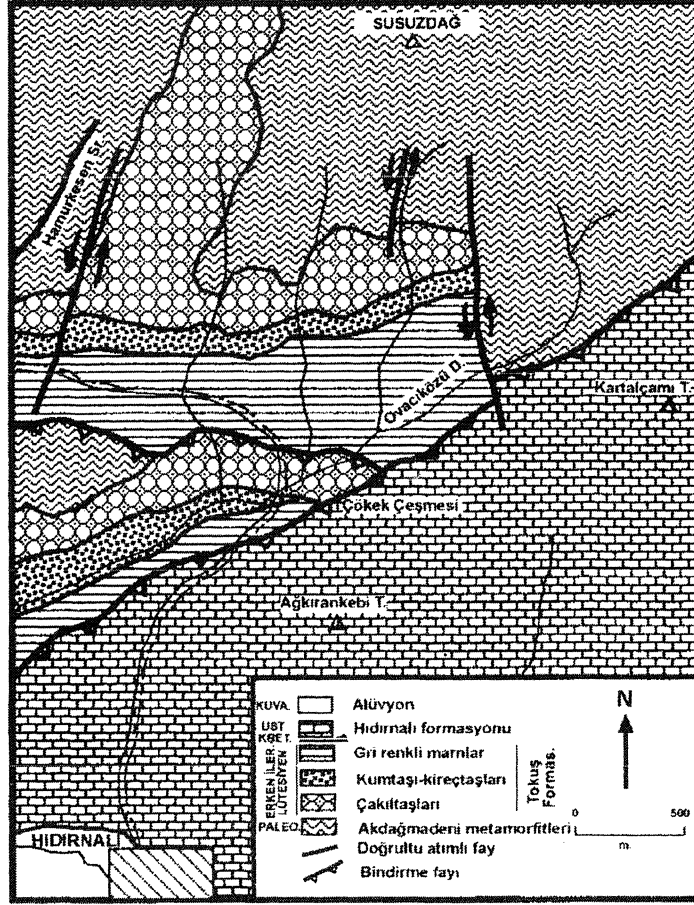 SUSUZDAĞ
Hamurkesen Sr.
Ovacıközü D.
Kartalçamı T.
Çökek Çeşmesi
Ağkırankebi T.
HIDIRNALI
KUVA. Alüvyon
ÜST KRET. Hıdırnalı formasyonu
ERKEN İLER. LÜTESİYEN
Gri renkli marnlar
Kumtaşı-kireçtaşları
Çakıltaşları
Tokuş Formas.
PALEO. Akdağmadeni metamorfitleri
Doğrultu atımlı fay
Bindirme fayı
N
0 500
m.